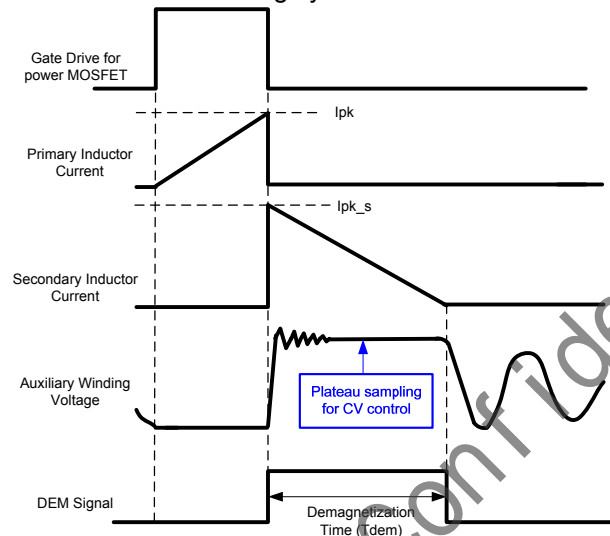 Gate Drive for
power MOSFET
Ipk
Primary Inductor
Current
Ipk_s
Secondary Inductor
Current
Auxiliary Winding
Voltage
Plateau sampling
for CV control
DEM Signal
Demagnetization
Time (Tdem)
confide